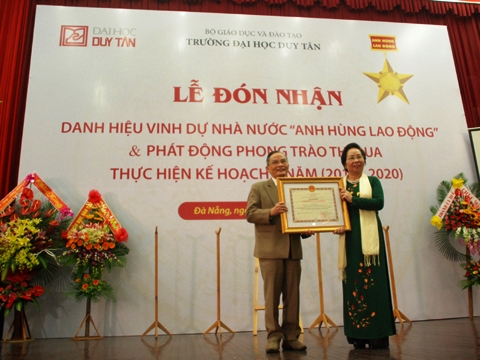 ĐẠI HỌC
DUY TÂN
BỘ GIÁO DỤC VÀ ĐÀO TẠO
TRƯỜNG ĐẠI HỌC DUY TÂN
ANH HÙNG
LAO ĐỘNG
LỄ ĐÓN NHẬN
DANH HIỆU VINH DỰ NHÀ NƯỚC "ANH HÙNG LAO ĐỘNG"
& PHÁT ĐỘNG PHONG TRÀO THI ĐUA
THỰC HIỆN KẾ HOẠCH NĂM 2020)
Đà Nẵng,